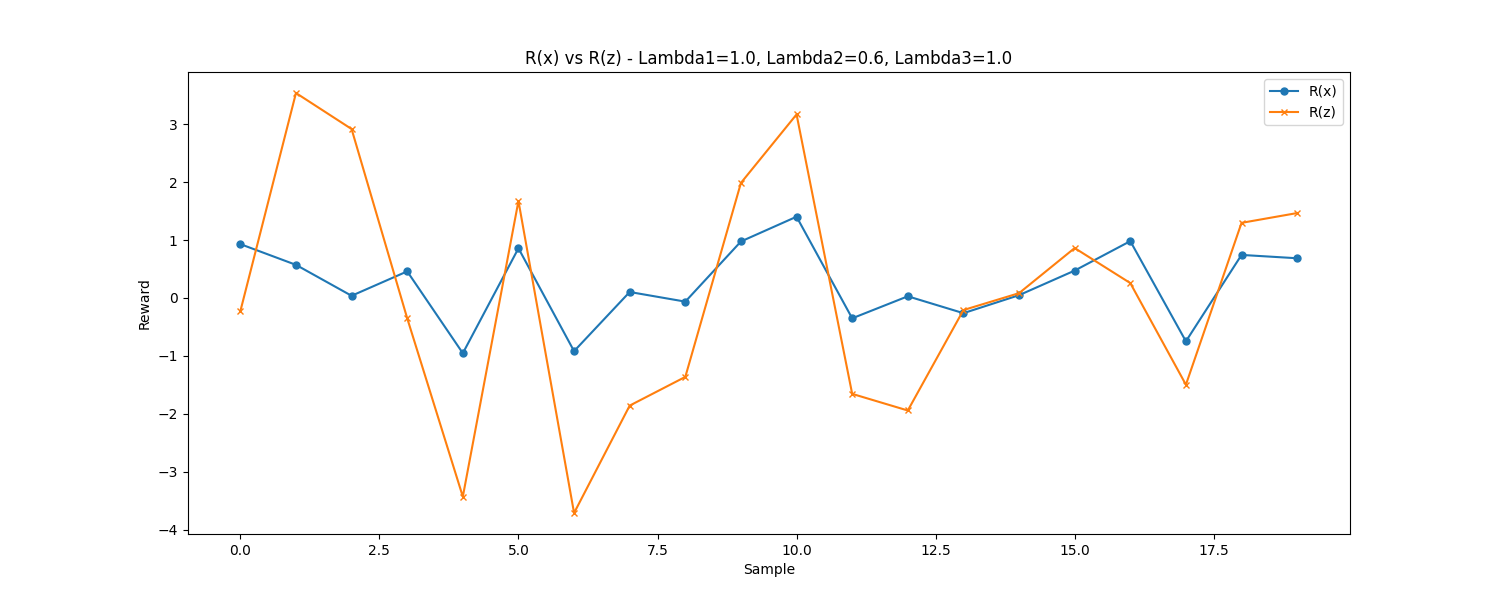 R(x) vs R(z) - Lambda1=1.0, Lambda2=0.6, Lambda3=1.0
R(x)
R(z)
Reward
3
2
1
0
−1
−2
−3
−4
0.0 2.5 5.0 7.5 10.0 12.5 15.0 17.5
Sample